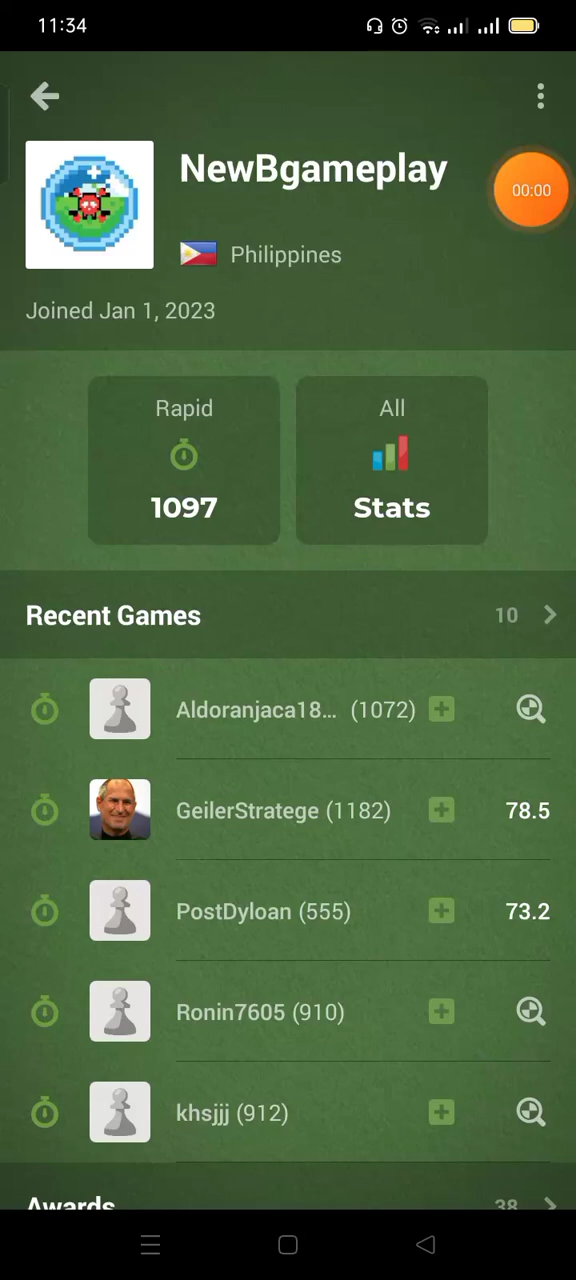 11:34
NewBgameplay
00:00
Philippines
Joined Jan 1, 2023
Rapid
All
1097
Stats
Recent Games 10
Aldoranjaca18... (1072)
GeilerStratege (1182) 78.5
PostDyloan (555) 73.2
Ronin7605 (910)
khsjjj (912)
Awards 38